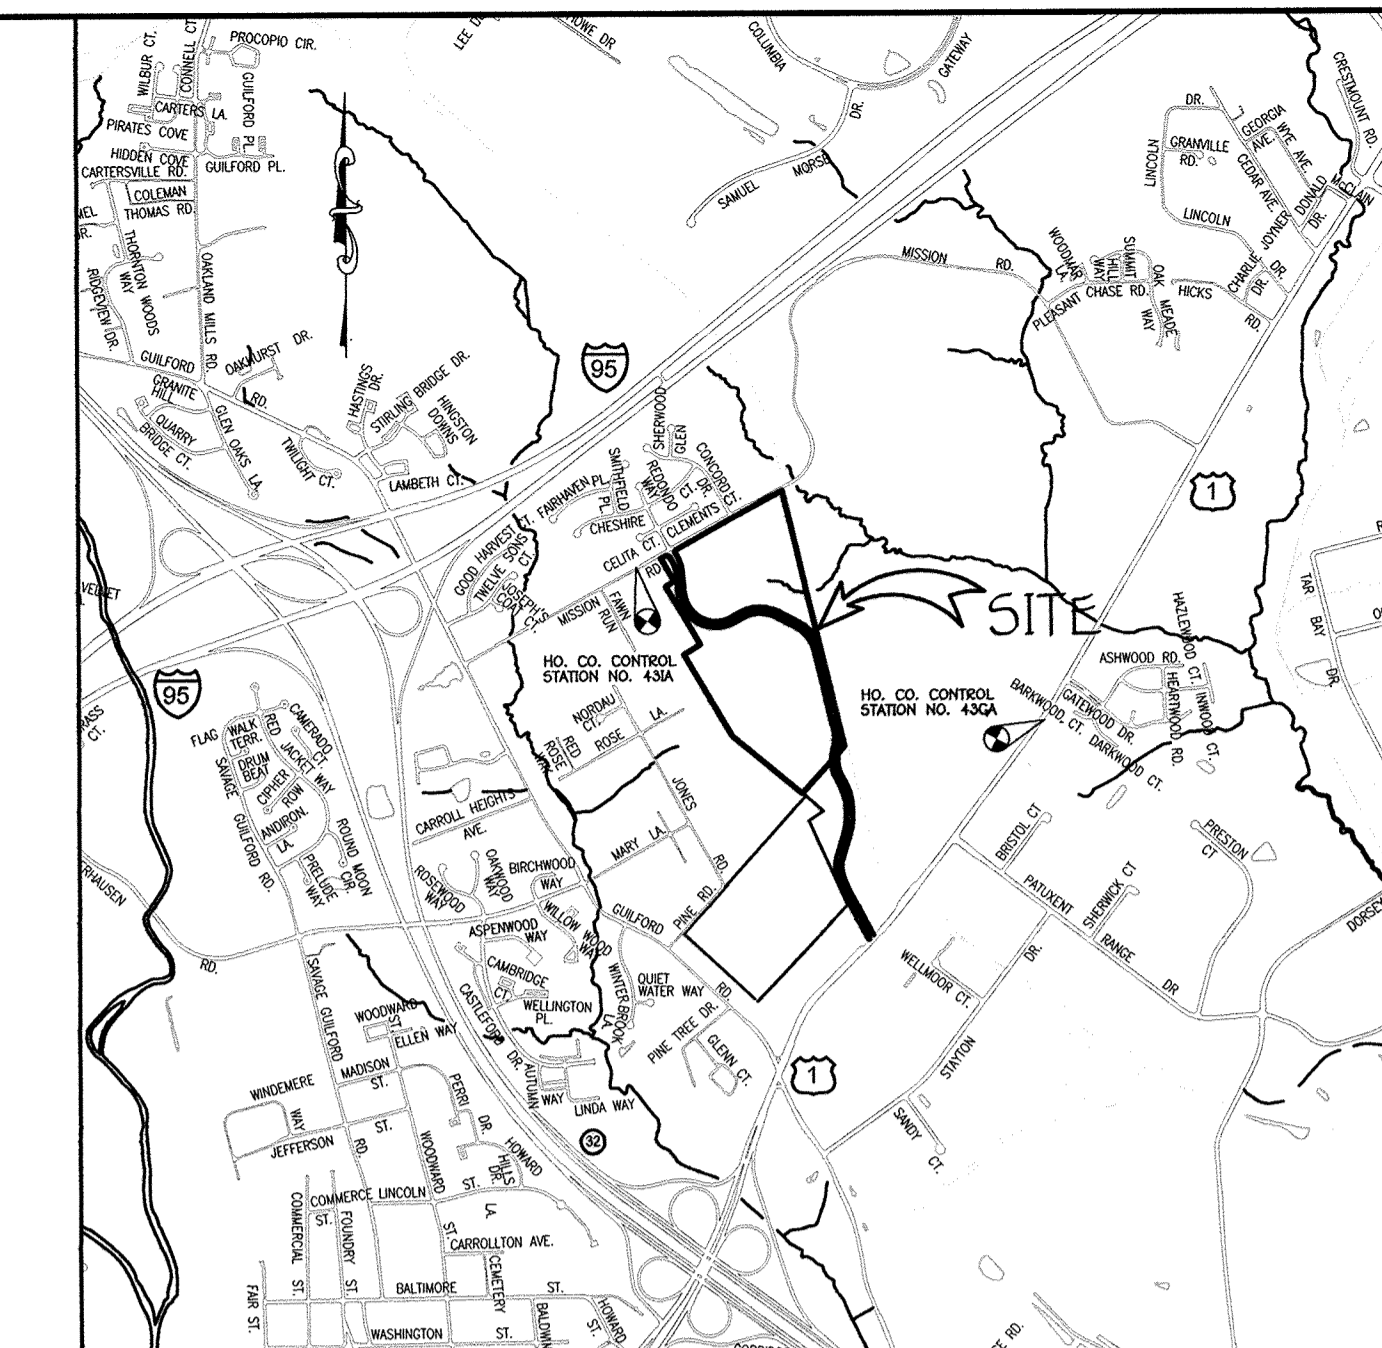 WILBUR CT.
CONNELL CT.
PROCOPIO CIR.
GUILFORD PL.
CARTERS LA.
PIRATES COVE
HIDDEN COVE
GUILFORD PL.
CARTERSVILLE RD.
COLEMAN
THOMAS RD.
THORNTON WOODS
WAY
RIDGEVIEW DR.
OAKLAND MILLS RD.
HOWE DR
COLUMBIA
GATEWAY
DR.
SAMUEL
MORSE
CRESTMOUNT RD.
DR.
GEORGIA
AVE.
WYE AVE.
GRANVILLE
RD.
LINCOLN
CEDAR AVE.
DONALD
DR.
McCLAIN
LINCOLN
JOYNER
CHARLIE
DR.
DR.
MISSION
RD.
WOODMAR
LA.
SUMMIT
HILL
WAY
OAK
MEADE
WAY
PLEASANT
CHASE RD.
HICKS
RD.
GUILFORD
RD.
OAKHURST DR.
GRANITE
HILL
QUARRY
BRIDGE CT.
GLEN OAKS LA.
HASTINGS
DR.
STIRLING BRIDGE DR.
HINGSTON
DOWNS
TWILIGHT CT.
LAMBETH CT.
95
SHERWOOD
GLEN
CONCORD
DR.
CT.
SMITHFIELD
PL.
REDONDO
WAY
CT.
FAIRHAVEN PL.
CHESHIRE
CLEMENTS
CELITA CT.
RD.
GOOD HARVEST CT.
TWELVE SONS
CT.
JOSEPH'S
COAT CT.
MISSION
FAWN
RUN
1
SITE
HO. CO. CONTROL
STATION NO. 43IA
HO. CO. CONTROL
STATION NO. 43GA
TAR
BAY
DR.
HAZLEWOOD CT.
ASHWOOD RD.
HEARTWOOD RD.
INWOOD CT.
GATEWOOD DR.
BARKWOOD CT.
DARKWOOD CT.
95
FLAG
WALK
TERR.
RED
CAMERADO
CT.
JACKET WAY
DRUM
BEAT
CIPHER
ROW
SAVAGE
GUILFORD RD.
ANDIRON
LA.
PRELUDE
WAY
ROUND MOON
CIR.
NORDAU
CT.
ROSE
LA.
RED
ROSE
WAY
JONES
RD.
CARROLL HEIGHTS
AVE.
MARY LA.
BIRCHWOOD
WAY
OAKWOOD
WAY
ROSEWOOD
WAY
WILLOW WOOD
WAY
ASPENWOOD
WAY
GUILFORD
RD.
PINE RD.
CAMBRIDGE
CT.
WELLINGTON
PL.
CASTLEFORD
DR.
WINTERBROOK
LA.
QUIET
WATER WAY
PINE TREE DR.
GLENN CT.
BRISTOL CT
PATUXENT
RANGE
DR
SHERWICK CT
PRESTON
CT
DORSEY
WELLMOOR CT.
STAYTON
DR.
SANDY
CT.
1
RD.
SAVAGE GUILFORD
RD.
WOODWARD
ST.
ELLEN WAY
MADISON
ST.
WINDEMERE
WAY
JEFFERSON
ST.
PERRI
DR.
AUTUMN
WAY
LINDA WAY
32
HOWARD
HILLS
DR.
WOODWARD
ST.
COMMERCE
ST.
LINCOLN
ST.
LA.
COMMERCIAL
ST.
FOUNDRY
ST.
CARROLLTON AVE.
CEMETERY
BALTIMORE
ST.
FAIR ST.
WASHINGTON
ST.
BALDWIN
HOWARD
ST.